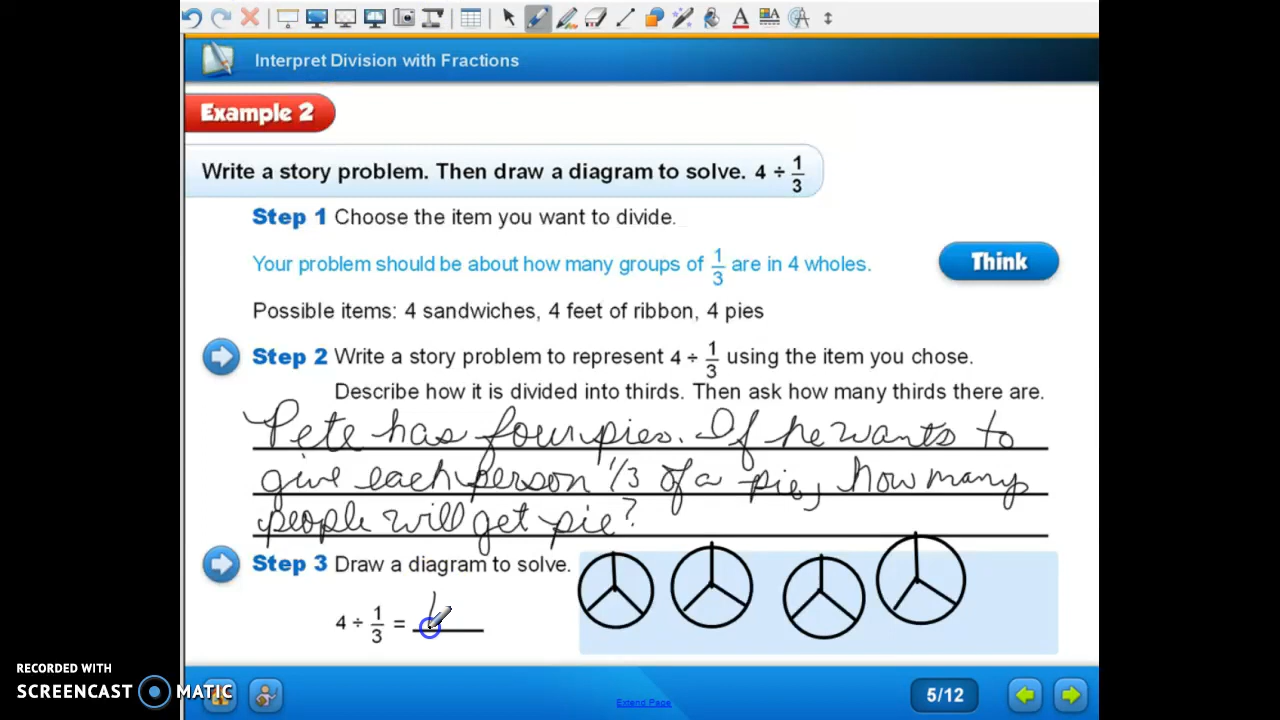 Interpret Division with Fractions
Example 2
Write a story problem. Then draw a diagram to solve. 4 ÷ 1/3
Step 1 Choose the item you want to divide.
Your problem should be about how many groups of 1/3 are in 4 wholes.
Think
Possible items: 4 sandwiches, 4 feet of ribbon, 4 pies
Step 2 Write a story problem to represent 4 ÷ 1/3 using the item you chose.
Describe how it is divided into thirds. Then ask how many thirds there are.
Pete has four pies. If he wants to
give each person 1/3 of a pie, how many
people will get pie?
Step 3 Draw a diagram to solve.
4 ÷ 1/3 =
RECORDED WITH
SCREENCAST MATIC
Extend Page
5/12